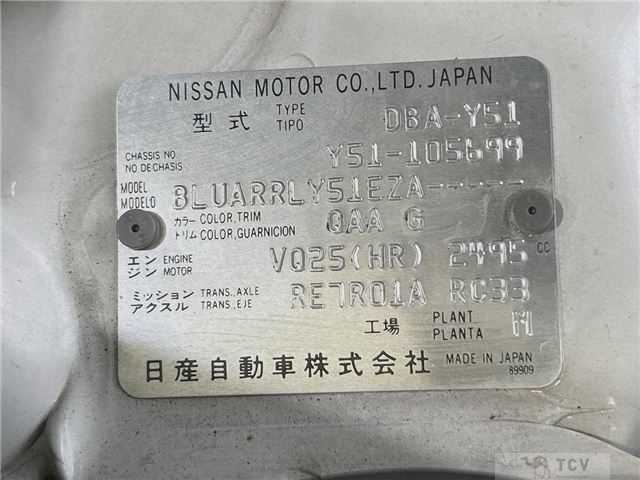 NISSAN MOTOR CO.,LTD. JAPAN
型式 TYPE TIPO DBA-Y51
CHASSIS NO. NO DE CHASIS Y51-105699
MODEL MODELO BLUARRLY51EZA-----
カラー COLOR,TRIM トリム COLOR,GUARNICION QAA G
エンジン ENGINE MOTOR VQ25(HR) 2495 CC
ミッション TRANS.,AXLE アクスル TRANS.,EJE RE7R01A RC33
工場 PLANT PLANTA M
日産自動車株式会社 MADE IN JAPAN
89909
TCV